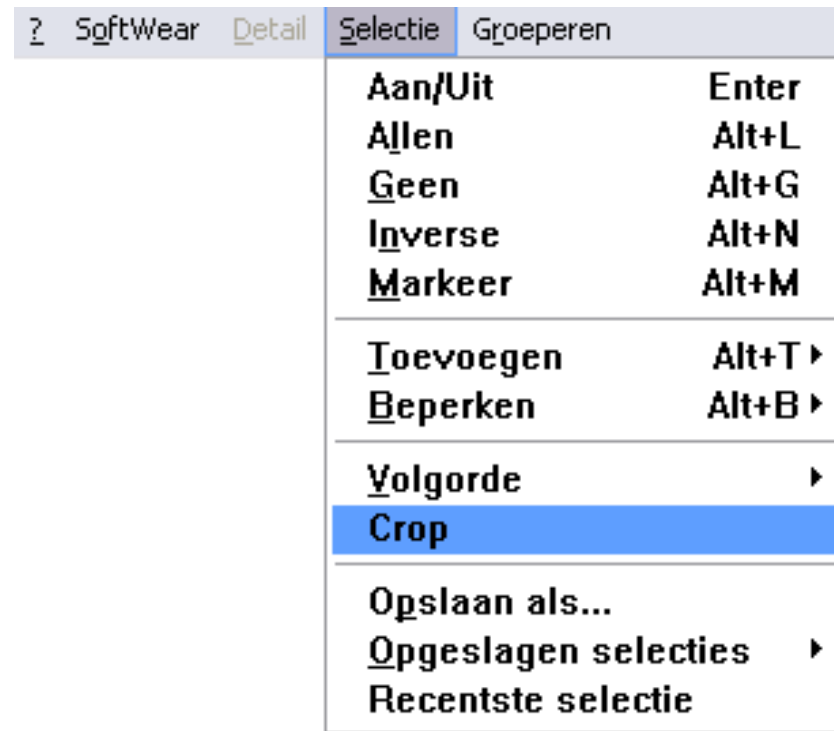 ? SoftWear Detail Selectie Groeperen
Aan/Uit Enter
Allen Alt+L
Geen Alt+G
Inverse Alt+N
Markeer Alt+M
Toevoegen Alt+T
Beperken Alt+B
Volgorde
Crop
Opslaan als...
Opgeslagen selecties
Recentste selectie